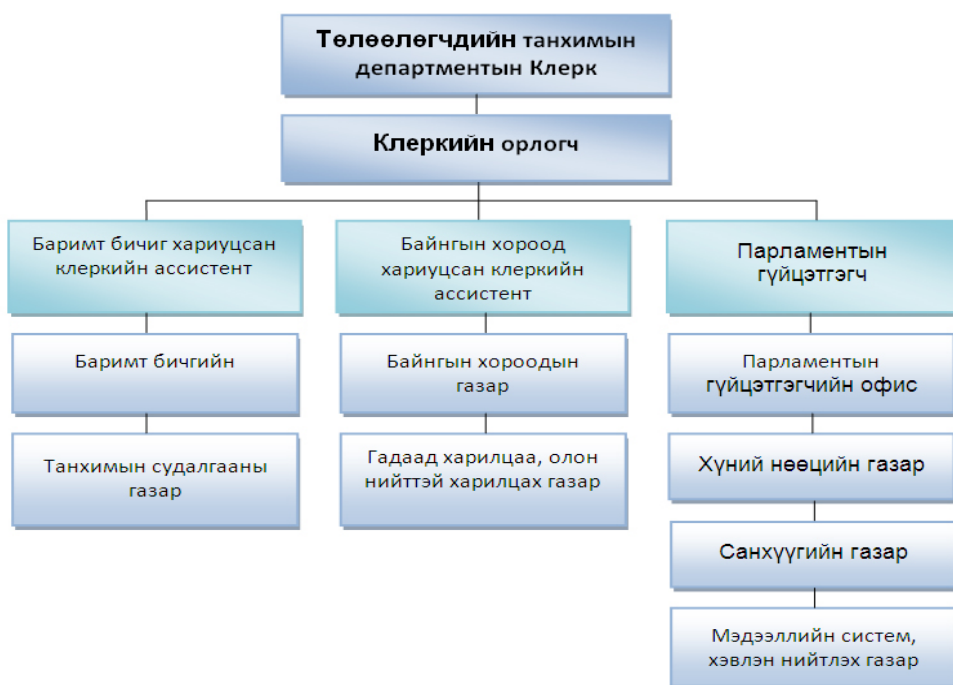 Төлөөлөгчдийн танхимын
департментын Клерк
Клеркийн орлогч
Баримт бичиг хариуцсан
клеркийн ассистент
Байнгын хороод
хариуцсан клеркийн
ассистент
Парламентын
гүйцэтгэгч
Баримт бичгийн
Байнгын хороодын
газар
Парламентын
гүйцэтгэгчийн офис
Танхимын судалгааны
газар
Гадаад харилцаа, олон
нийттэй харилцах газар
Хүний нөөцийн газар
Санхүүгийн газар
Мэдээллийн систем,
хэвлэн нийтлэх газар